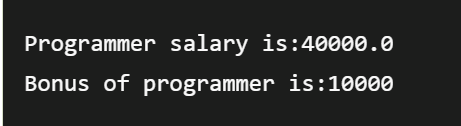 Programmer salary is:40000.0
Bonus of programmer is:10000